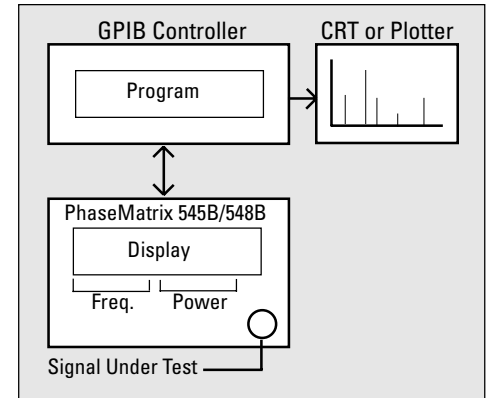 GPIB Controller
CRT or Plotter
Program
PhaseMatrix 545B/548B
Display
Freq.
Power
Signal Under Test